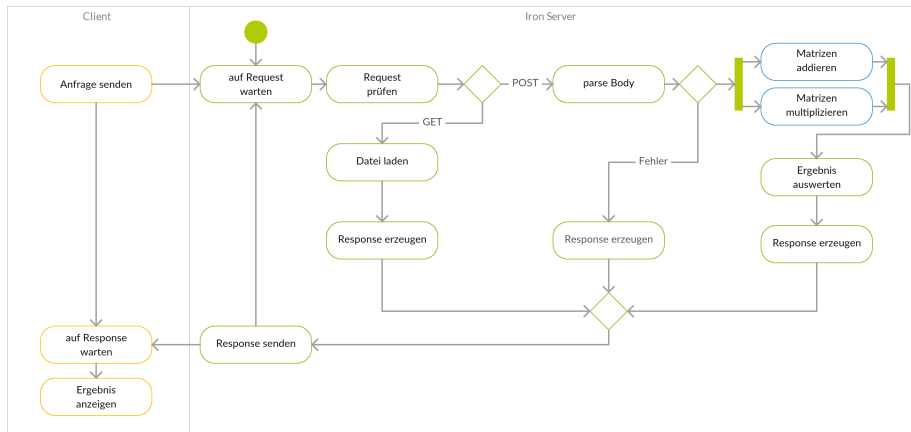 Client
Iron Server
Anfrage senden
auf Request
warten
Request
prüfen
POST
parse Body
Matrizen
addieren
Matrizen
multiplizieren
GET
Datei laden
Fehler
Ergebnis
auswerten
Response erzeugen
Response erzeugen
Response erzeugen
auf Response
warten
Response senden
Ergebnis
anzeigen